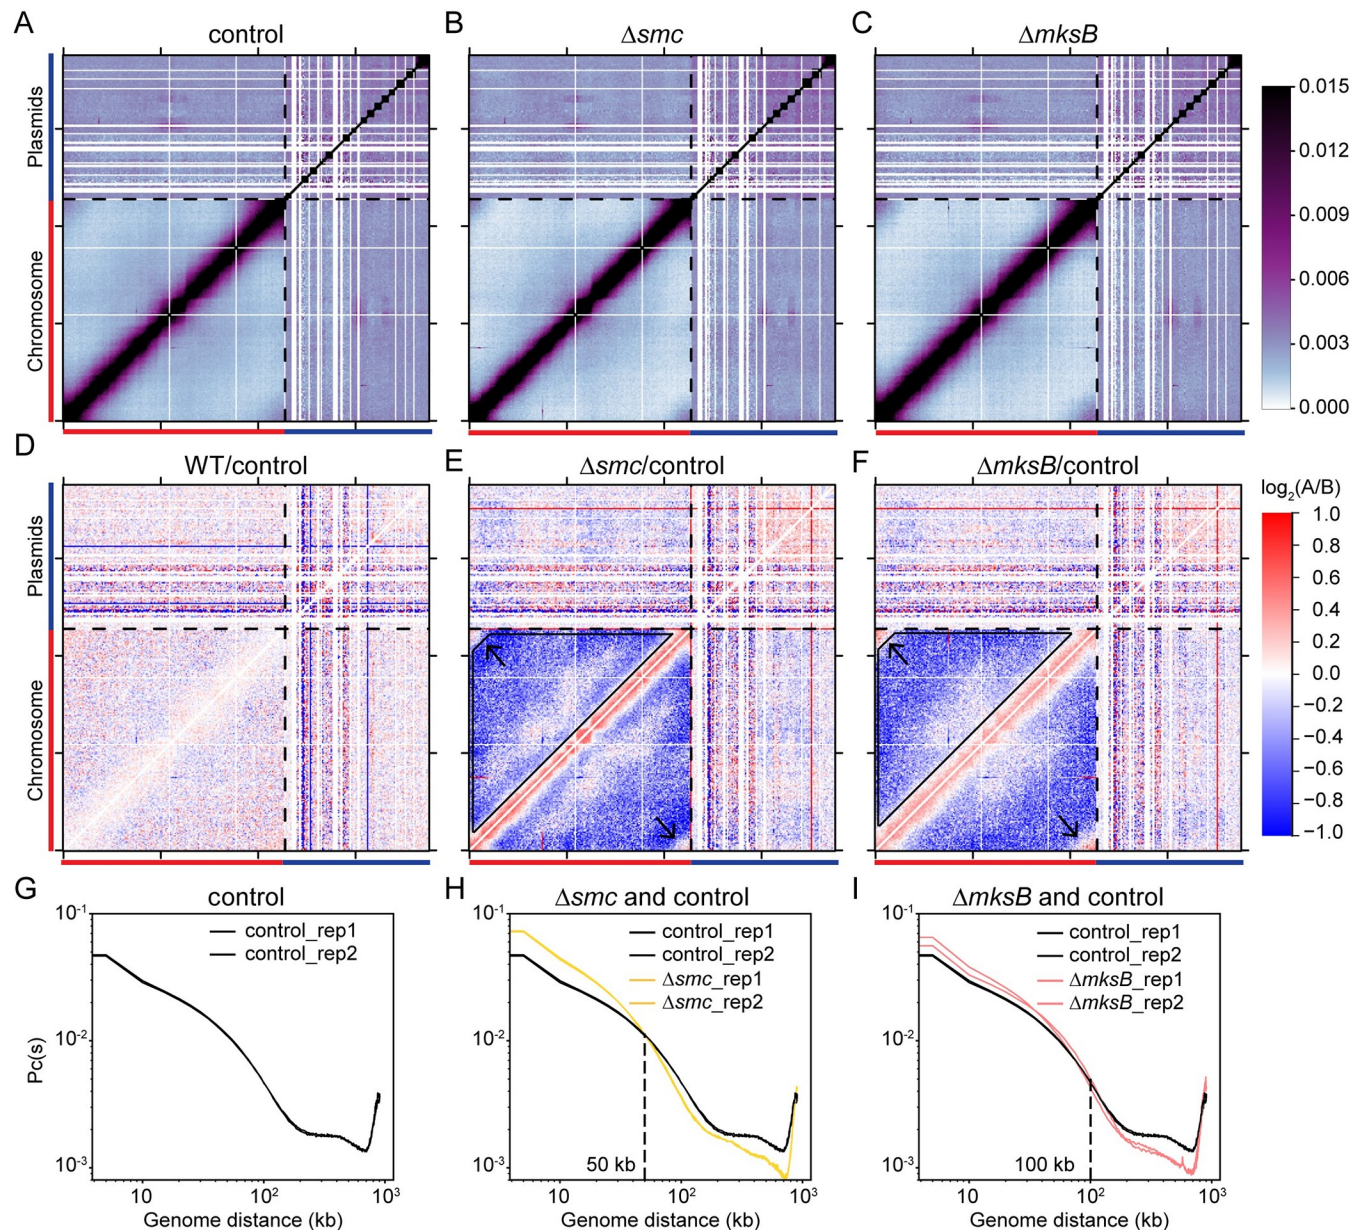 A
control
B
Δsmc
C
ΔmksB
Plasmids
Chromosome
0.015
0.012
0.009
0.006
0.003
0.000
D
WT/control
E
Δsmc/control
F
ΔmksB/control
Plasmids
Chromosome
log2(A/B)
1.0
0.8
0.6
0.4
0.2
0.0
−0.2
−0.4
−0.6
−0.8
−1.0
G
control
control_rep1
control_rep2
Pc(s)
10-1
10-2
10-3
10
10²
10³
Genome distance (kb)
H
Δsmc and control
control_rep1
control_rep2
Δsmc_rep1
Δsmc_rep2
50 kb
10-1
10-2
10-3
10
10²
10³
Genome distance (kb)
I
ΔmksB and control
control_rep1
control_rep2
ΔmksB_rep1
ΔmksB_rep2
100 kb
10-1
10-2
10-3
10
10²
10³
Genome distance (kb)